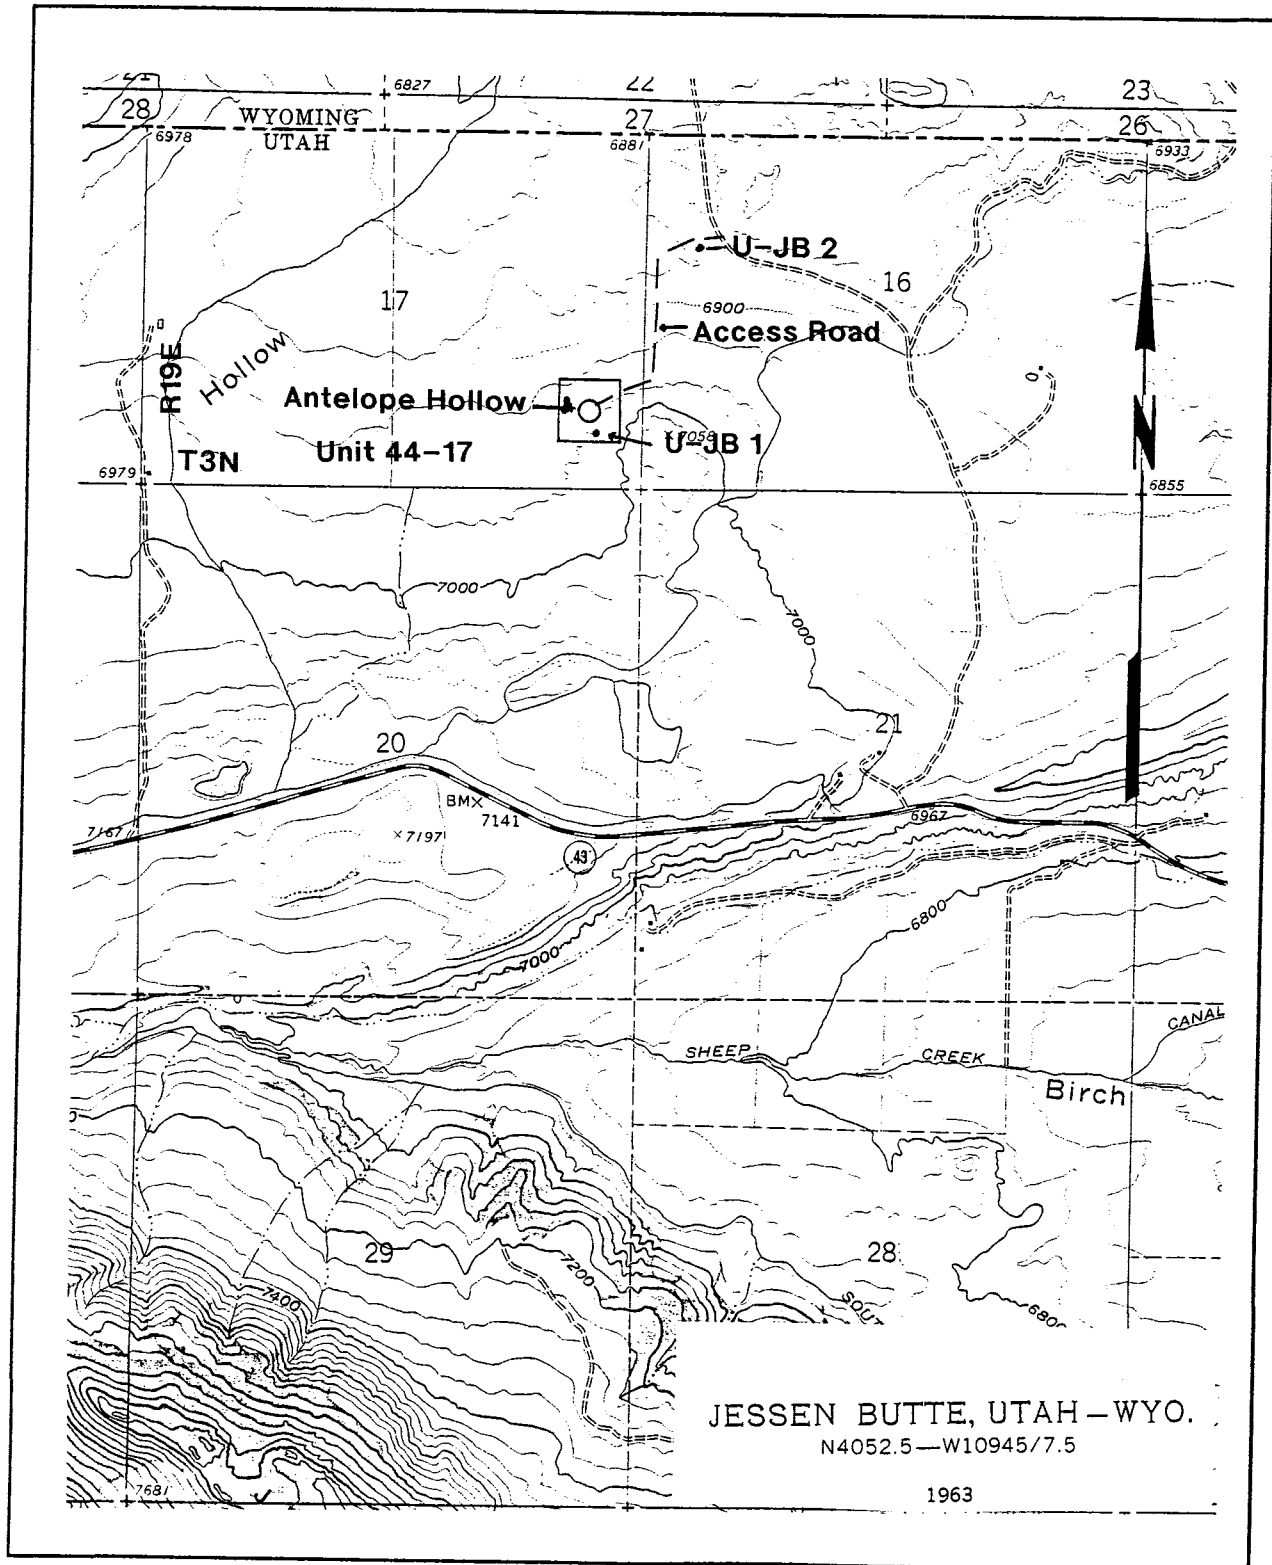 21
6827
22
23
28
WYOMING
27
26
6978
UTAH
6881
6933
U-JB 2
17
16
6900
Access Road
R19E
Hollow
Antelope Hollow
7058
U-JB 1
Unit 44-17
N
T3N
6979
6855
7000
7000
21
20
BM×
7141
7167
×7197
6967
43
6800
7000
CANAL
SHEEP
CREEK
Birch
29
28
7200
7400
SOUT
6800
JESSEN BUTTE, UTAH–WYO.
N4052.5—W10945/7.5
7681
1963